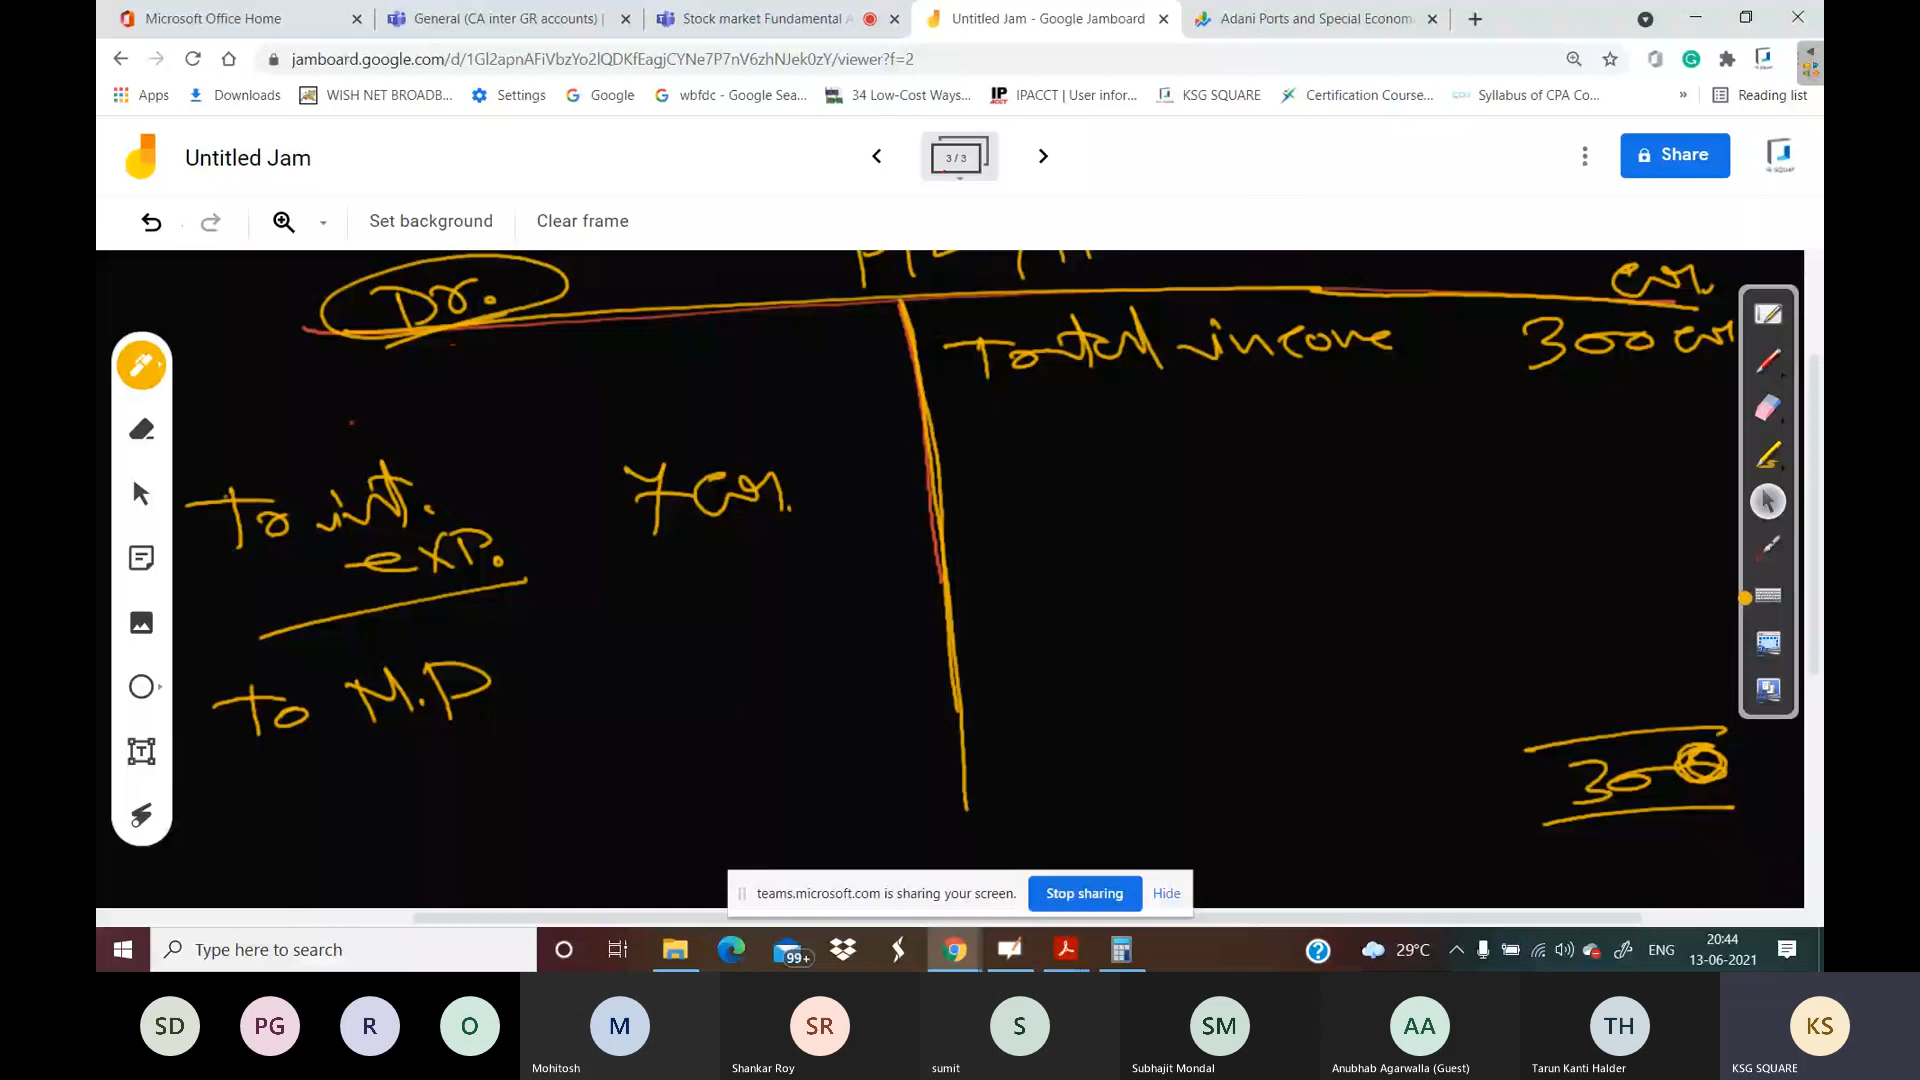 Microsoft Office Home
General (CA inter GR accounts) |
Stock market Fundamental A
Untitled Jam - Google Jamboard
Adani Ports and Special Econom
jamboard.google.com/d/1Gl2apnAFiVbzYo2lQDKfEagjCYNe7P7nV6zhNJek0zY/viewer?f=2
Apps
Downloads
WISH NET BROADB...
Settings
Google
wbfdc - Google Sea...
34 Low-Cost Ways...
IPACCT | User infor...
KSG SQUARE
Certification Course...
Syllabus of CPA Co...
»
Reading list
Untitled Jam
3 / 3
Share
Set background
Clear frame
Dr.
cr.
Total income 300 cr
To int. 7 cr.
exp.
To M.P
300
teams.microsoft.com is sharing your screen.
Stop sharing
Hide
Type here to search
99+
29°C
ENG
20:44
13-06-2021
SD
PG
R
O
M
SR
S
SM
AA
TH
KS
Mohitosh
Shankar Roy
sumit
Subhajit Mondal
Anubhab Agarwalla (Guest)
Tarun Kanti Halder
KSG SQUARE